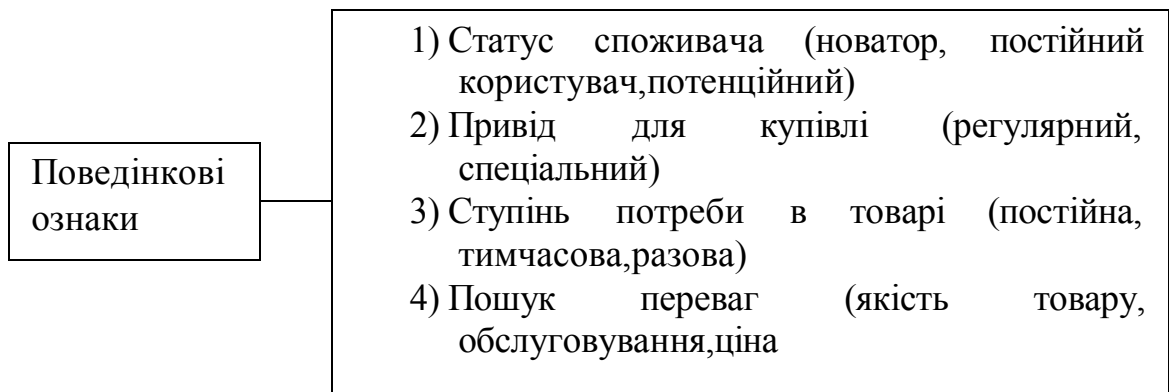 Поведінкові
ознаки
1) Статус споживача (новатор, постійний
користувач,потенційний)
2) Привід для купівлі (регулярний,
спеціальний)
3) Ступінь потреби в товарі (постійна,
тимчасова,разова)
4) Пошук переваг (якість товару,
обслуговування,ціна